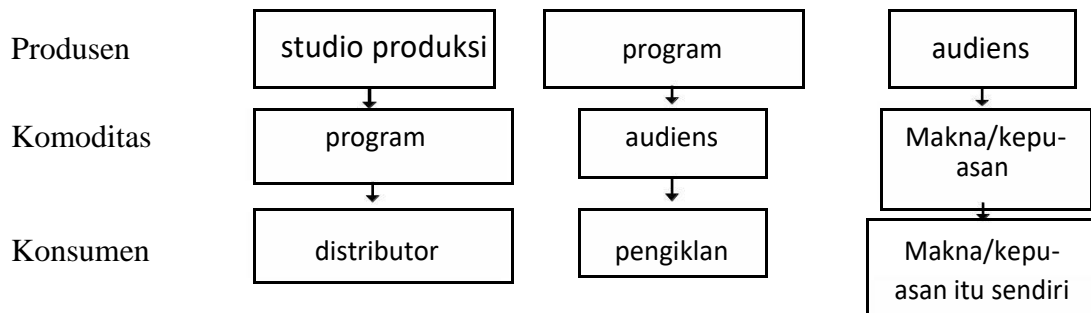 Produsen studio produksi program audiens
Komoditas program audiens Makna/kepu-
asan
Konsumen distributor pengiklan Makna/kepu-
asan itu sendiri